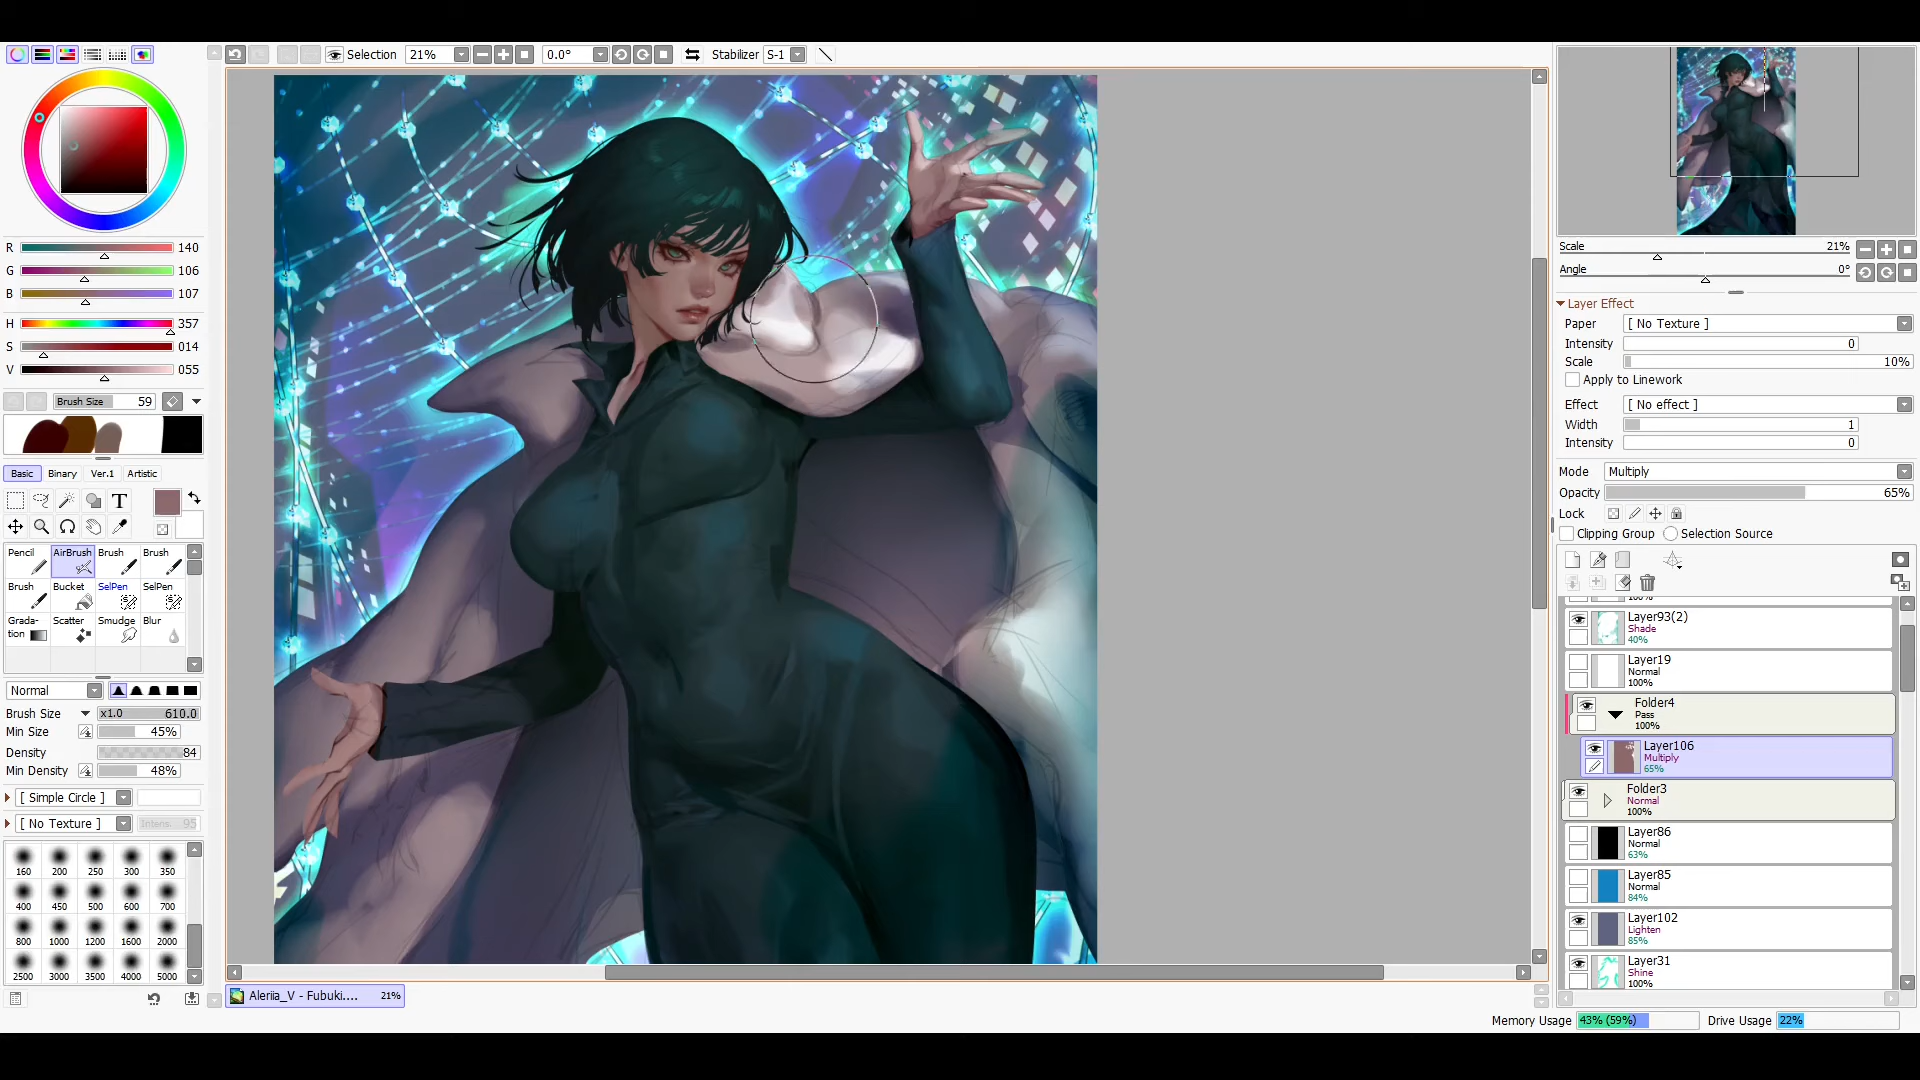 Selection 21% 0.0° Stabilizer S-1
R 140
G 106
B 107
H 357
S 014
V 055
Brush Size 59
Basic Binary Ver.1 Artistic
T
Pencil AirBrush Brush Brush
Brush Bucket SelPen SelPen
Grada-tion Scatter Smudge Blur
Normal
Brush Size x1.0 610.0
Min Size 45%
Density 84
Min Density 48%
[ Simple Circle ]
[ No Texture ] Intens. 95
160 200 250 300 350
400 450 500 600 700
800 1000 1200 1600 2000
2500 3000 3500 4000 5000
Aleriia_V - Fubuki.... 21%
Scale 21%
Angle 0°
Layer Effect
Paper [ No Texture ]
Intensity 0
Scale 10%
Apply to Linework
Effect [ No effect ]
Width 1
Intensity 0
Mode Multiply
Opacity 65%
Lock
Clipping Group Selection Source
100%
Layer93(2)
Shade
40%
Layer19
Normal
100%
Folder4
Pass
100%
Layer106
Multiply
65%
Folder3
Normal
100%
Layer86
Normal
63%
Layer85
Normal
84%
Layer102
Lighten
85%
Layer31
Shine
100%
Memory Usage 43% (59%) Drive Usage 22%